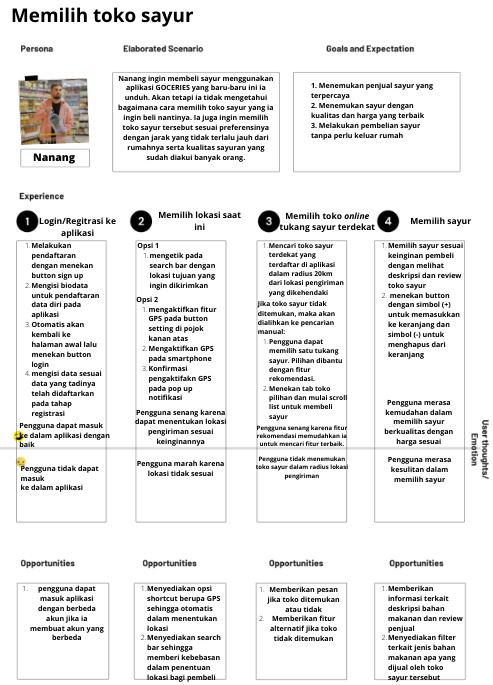 Memilih toko sayur
Persona
Elaborated Scenario
Goals and Expectation
Nanang
Nanang ingin membeli sayur menggunakan
aplikasi GOCERIES yang baru-baru ini ia
unduh. Akan tetapi ia tidak mengetahui
bagaimana cara memilih toko sayur yang ia
ingin beli nantinya. Ia juga ingin memilih
toko sayur tersebut sesuai preferensinya
dengan jarak yang tidak terlalu jauh dari
rumahnya serta kualitas sayuran yang
sudah diakui banyak orang.
1. Menemukan penjual sayur yang
terpercaya
2. Menemukan sayur dengan
kualitas dan harga yang terbaik
3. Melakukan pembelian sayur
tanpa perlu keluar rumah
Experience
1
Login/Regitrasi ke
aplikasi
1. Melakukan
pendaftaran
dengan menekan
button sign up
2. Mengisi biodata
untuk pendaftaran
data diri pada
aplikasi
3. Otomatis akan
kembali ke
halaman awal lalu
menekan button
login
4. mengisi data sesuai
data yang tadinya
telah didaftarkan
pada tahap
registrasi
Pengguna dapat masuk
ke dalam aplikasi dengan
baik
Pengguna tidak dapat
masuk
ke dalam aplikasi
2
Memilih lokasi saat
ini
Opsi 1
1. mengetik pada
search bar dengan
lokasi tujuan yang
ingin dikirimkan
Opsi 2
1. mengaktifkan fitur
GPS pada button
setting di pojok
kanan atas
2. Mengaktifkan GPS
pada smartphone
3. Konfirmasi
pengaktifakn GPS
pada pop up
notifikasi
Pengguna senang karena
dapat menentukan lokasi
pengiriman sesuai
keinginannya
Pengguna marah karena
lokasi tidak sesuai
3
Memilih toko online
tukang sayur terdekat
1. Mencari toko sayur
terdekat yang
terdaftar di aplikasi
dalam radius 20km
dari lokasi pengiriman
yang dikehendaki
Jika toko sayur tidak
ditemukan, maka akan
dialihkan ke pencarian
manual:
1. Pengguna dapat
memilih satu tukang
sayur. Pilihan dibantu
dengan fitur
rekomendasi.
2. Menekan tab toko
pilihan dan mulai scroll
list untuk membeli
sayur
Pengguna senang karena fitur
rekomendasi memudahkan ia
untuk mencari fitur terbaik.
Pengguna tidak menemukan
toko sayur dalam radius lokasi
pengiriman
4
Memilih sayur
1. Memilih sayur sesuai
keinginan pembeli
dengan melihat
deskripsi dan review
toko sayur
2. menekan button
dengan simbol (+)
untuk memasukkan
ke keranjang dan
simbol (-) untuk
menghapus dari
keranjang
Pengguna merasa
kemudahan dalam
memilih sayur
berkualitas dengan
harga sesuai
Pengguna merasa
kesulitan dalam
memilih sayur
User thoughts/
Emotion
Opportunities
1. pengguna dapat
masuk aplikasi
dengan berbeda
akun jika ia
membuat akun yang
berbeda
Opportunities
1. Menyediakan opsi
shortcut berupa GPS
sehingga otomatis
dalam menentukan
lokasi
2. Menyediakan search
bar sehingga
memberi kebebasan
dalam penentuan
lokasi bagi pembeli
Opportunities
1. Memberikan pesan
jika toko ditemukan
atau tidak
2. Memberikan fitur
alternatif jika toko
tidak ditemukan
Opportunities
1. Memberikan
informasi terkait
deskripsi bahan
makanan dan review
penjual
2. Menyediakan filter
terkait jenis bahan
makanan apa yang
dijual oleh toko
sayur tersebut